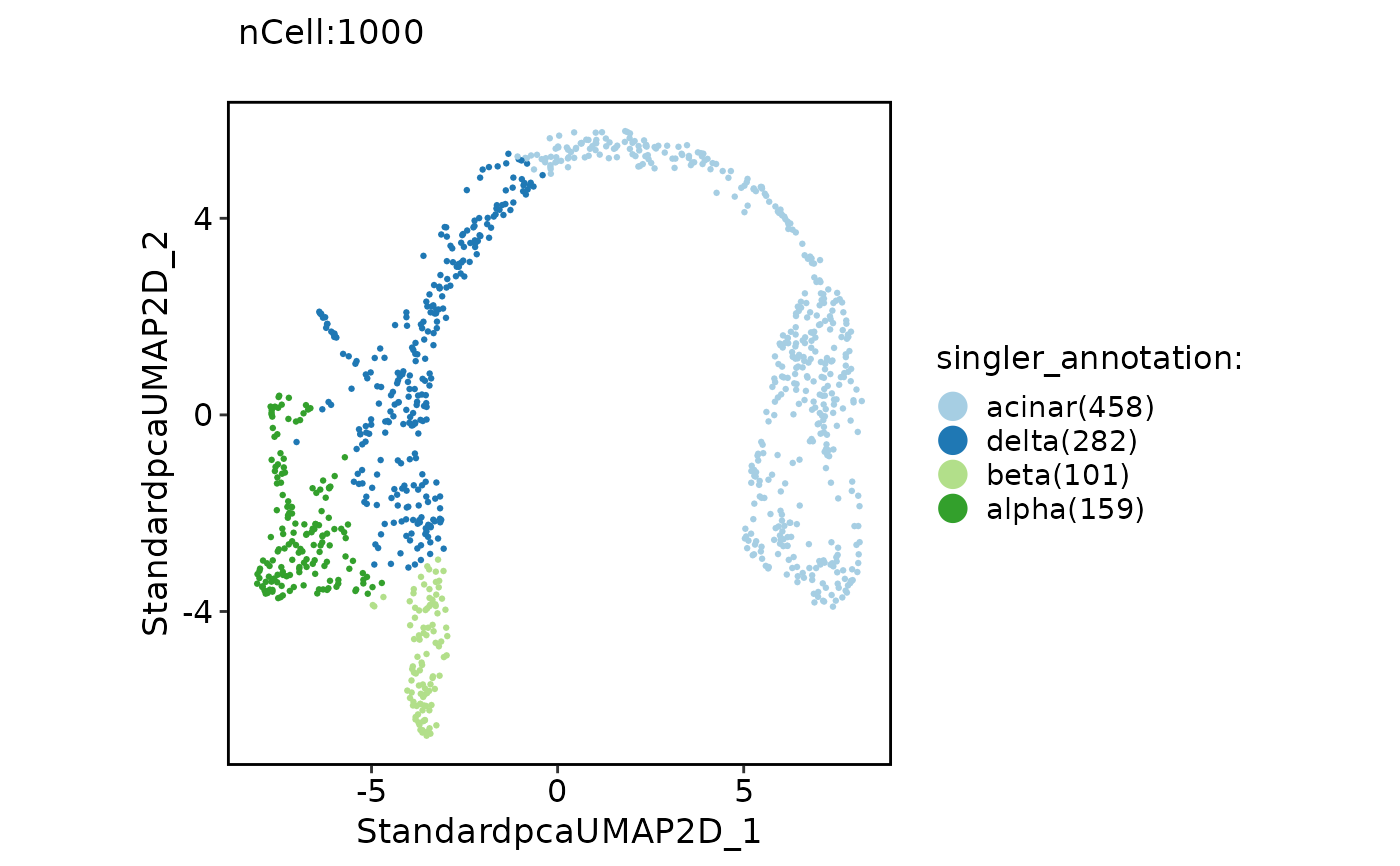 nCell:1000
StandardpcaUMAP2D_2
4
0
-4
-5
0
5
StandardpcaUMAP2D_1
singler_annotation:
acinar(458)
delta(282)
beta(101)
alpha(159)